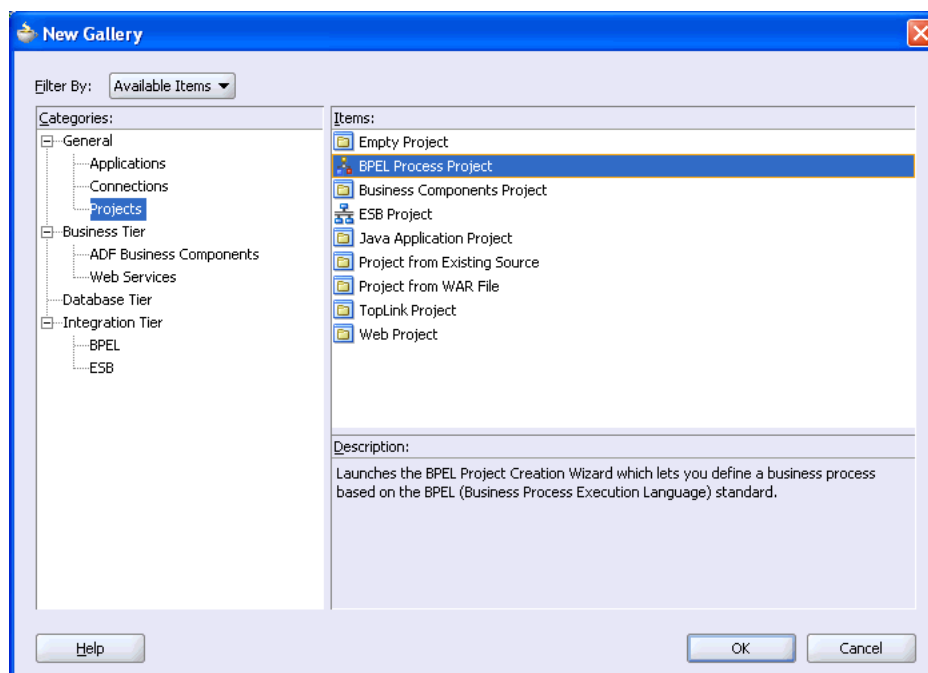 New Gallery
Filter By: Available Items
Categories:
General
Applications
Connections
Projects
Business Tier
ADF Business Components
Web Services
Database Tier
Integration Tier
BPEL
ESB
Items:
Empty Project
BPEL Process Project
Business Components Project
ESB Project
Java Application Project
Project from Existing Source
Project from WAR File
TopLink Project
Web Project
Description:
Launches the BPEL Project Creation Wizard which lets you define a business process
based on the BPEL (Business Process Execution Language) standard.
Help OK Cancel